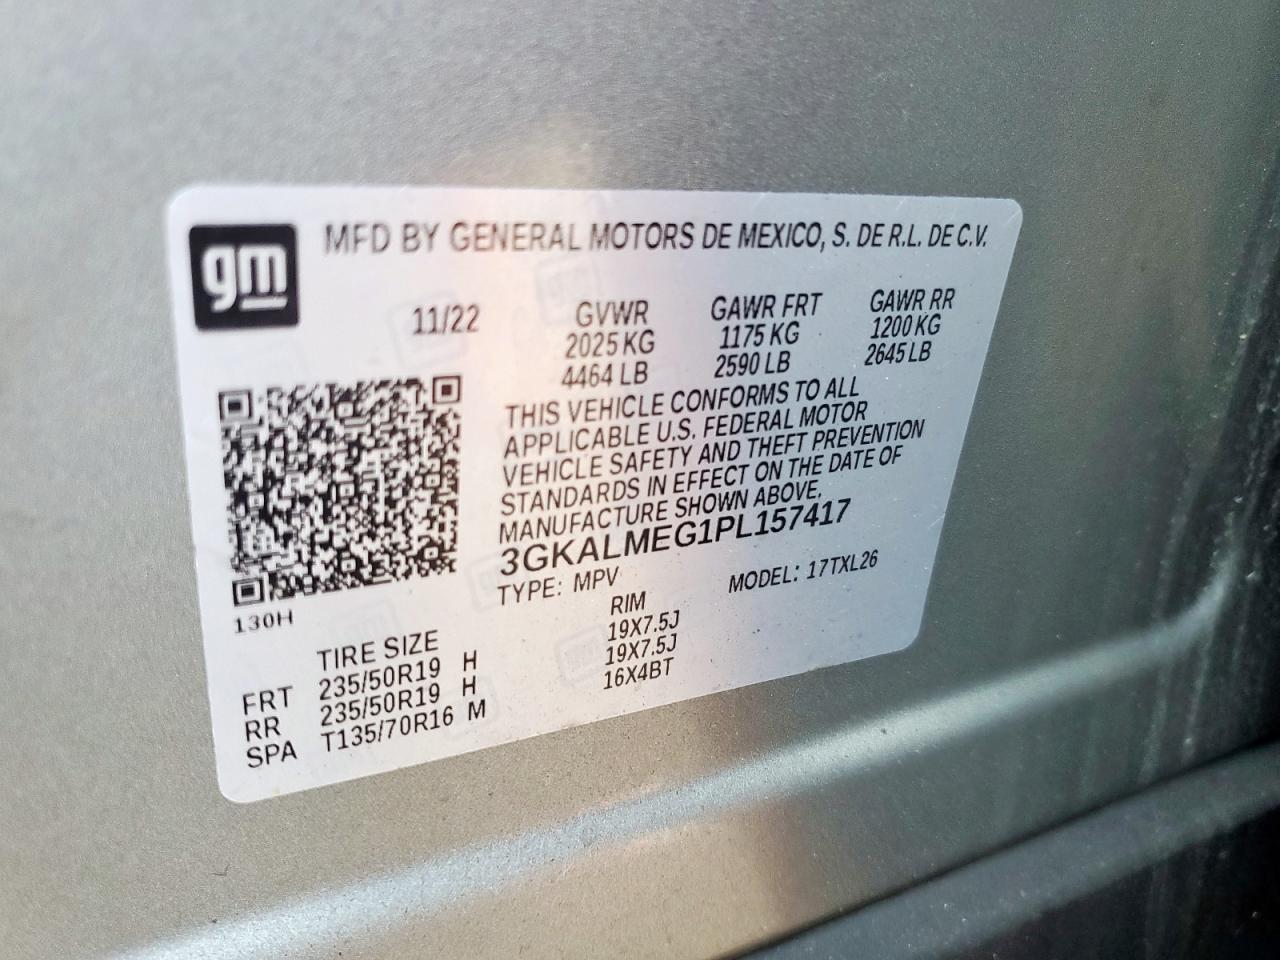 gm
MFD BY GENERAL MOTORS DE MEXICO, S. DE R.L. DE C.V.
11/22 GVWR GAWR FRT GAWR RR
2025 KG 1175 KG 1200 KG
4464 LB 2590 LB 2645 LB
THIS VEHICLE CONFORMS TO ALL
APPLICABLE U.S. FEDERAL MOTOR
VEHICLE SAFETY AND THEFT PREVENTION
STANDARDS IN EFFECT ON THE DATE OF
MANUFACTURE SHOWN ABOVE.
3GKALMEG1PL157417
TYPE: MPV MODEL: 17TXL26
130H
TIRE SIZE RIM
FRT 235/50R19 H 19X7.5J
RR 235/50R19 H 19X7.5J
SPA T135/70R16 M 16X4BT